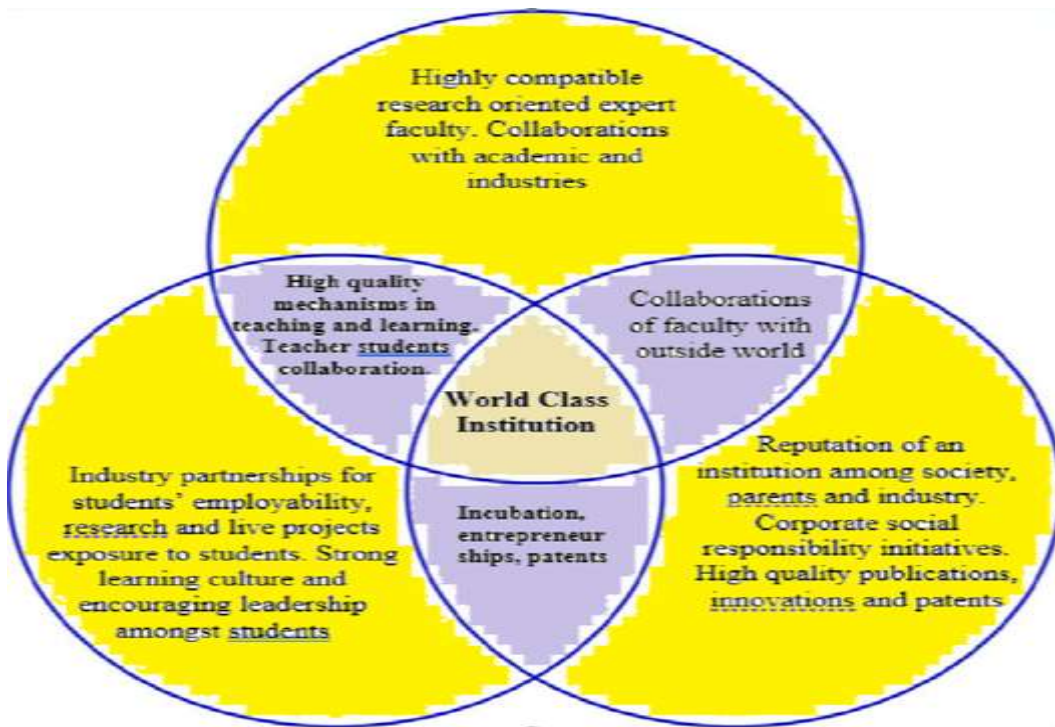 Highly compatible
research oriented expert
faculty. Collaborations
with academic and
industries
High quality
mechanisms in
teaching and learning.
Teacher students
collaboration.
Collaborations
of faculty with
outside world
World Class
Institution
Industry partnerships for
students’ employability,
research and live projects
exposure to students. Strong
learning culture and
encouraging leadership
amongst students
Incubation,
entrepreneur
ships, patents
Reputation of an
institution among society,
parents and industry.
Corporate social
responsibility initiatives.
High quality publications,
innovations and patents